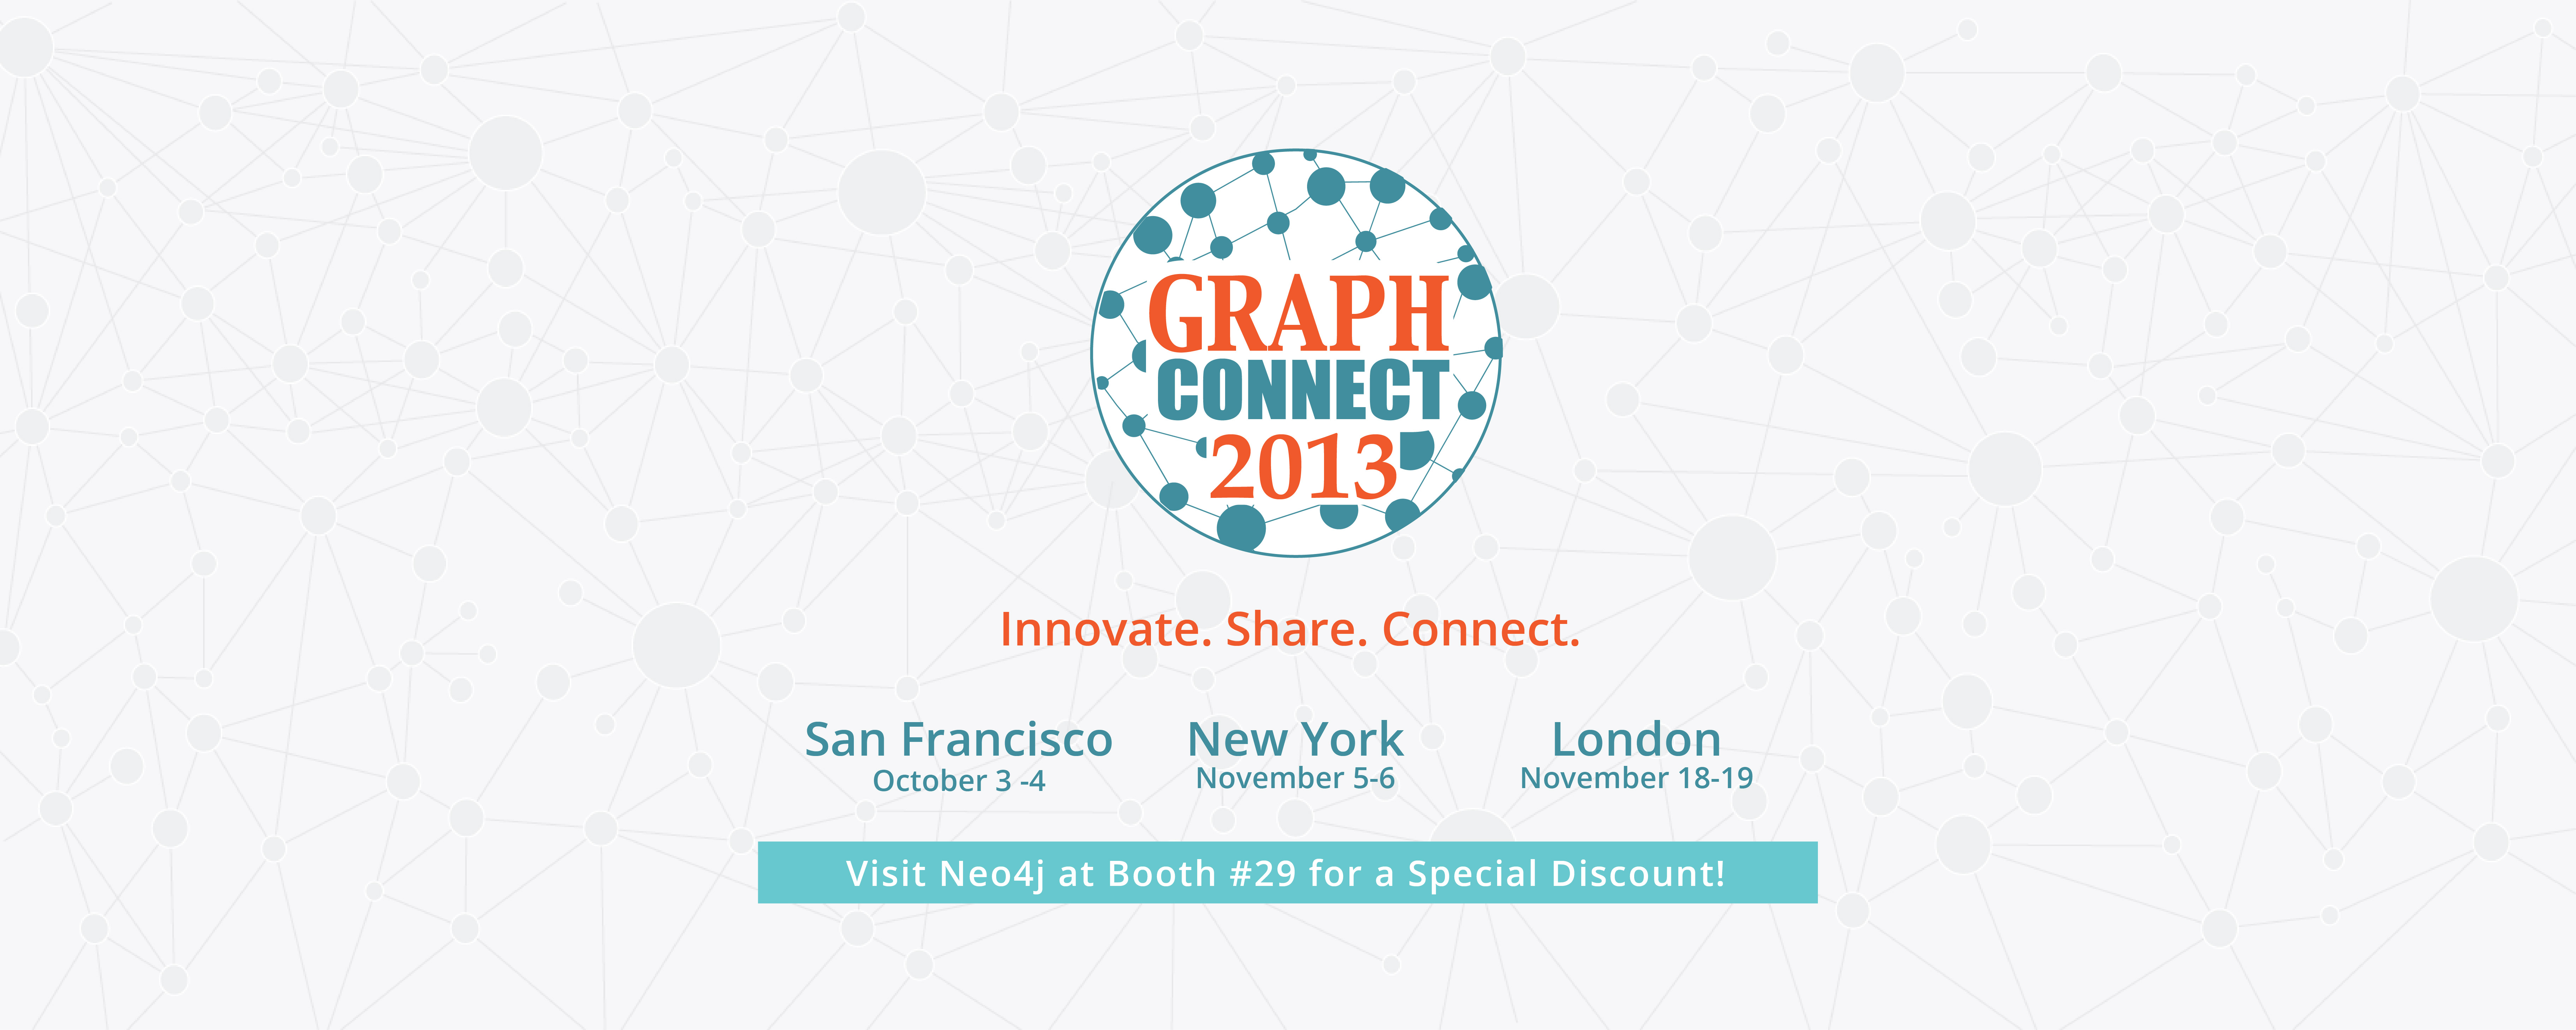 GRAPH
CONNECT
2013
Innovate. Share. Connect.
San Francisco
October 3 -4
New York
November 5-6
London
November 18-19
Visit Neo4j at Booth #29 for a Special Discount!